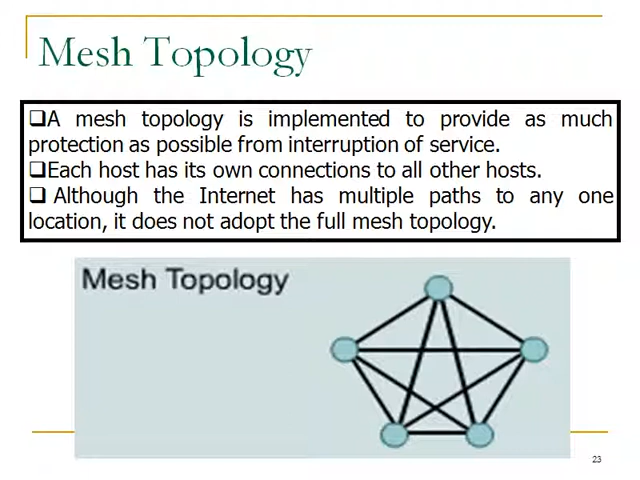 Mesh Topology
❑A mesh topology is implemented to provide as much
protection as possible from interruption of service.
❑Each host has its own connections to all other hosts.
❑ Although the Internet has multiple paths to any one
location, it does not adopt the full mesh topology.
Mesh Topology
23